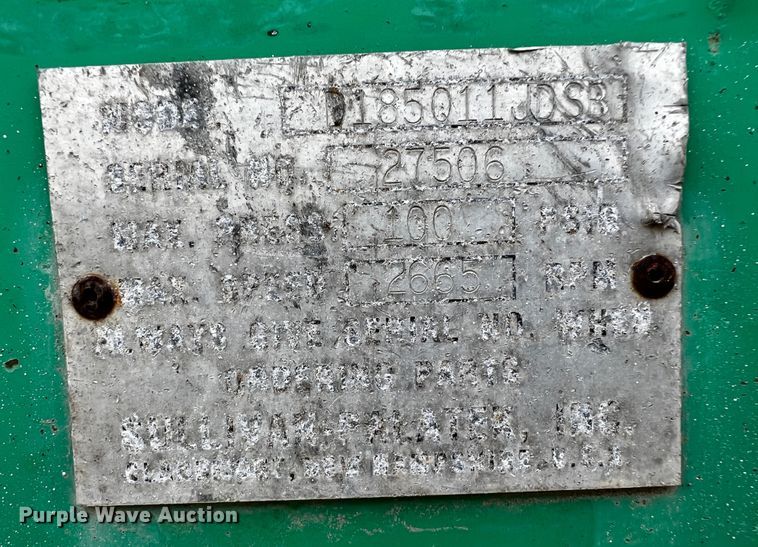 MODEL D185Q11JDSB
SERIAL NO. 27506
MAX. PRESS. 100 PSIG
MAX. SPEED 2665 RPM
ALWAYS GIVE SERIAL NO. WHEN
ORDERING PARTS
SULLIVAN-PALATEK, INC.
CLAREMONT, NEW HAMPSHIRE, U.S.A.
Purple Wave Auction